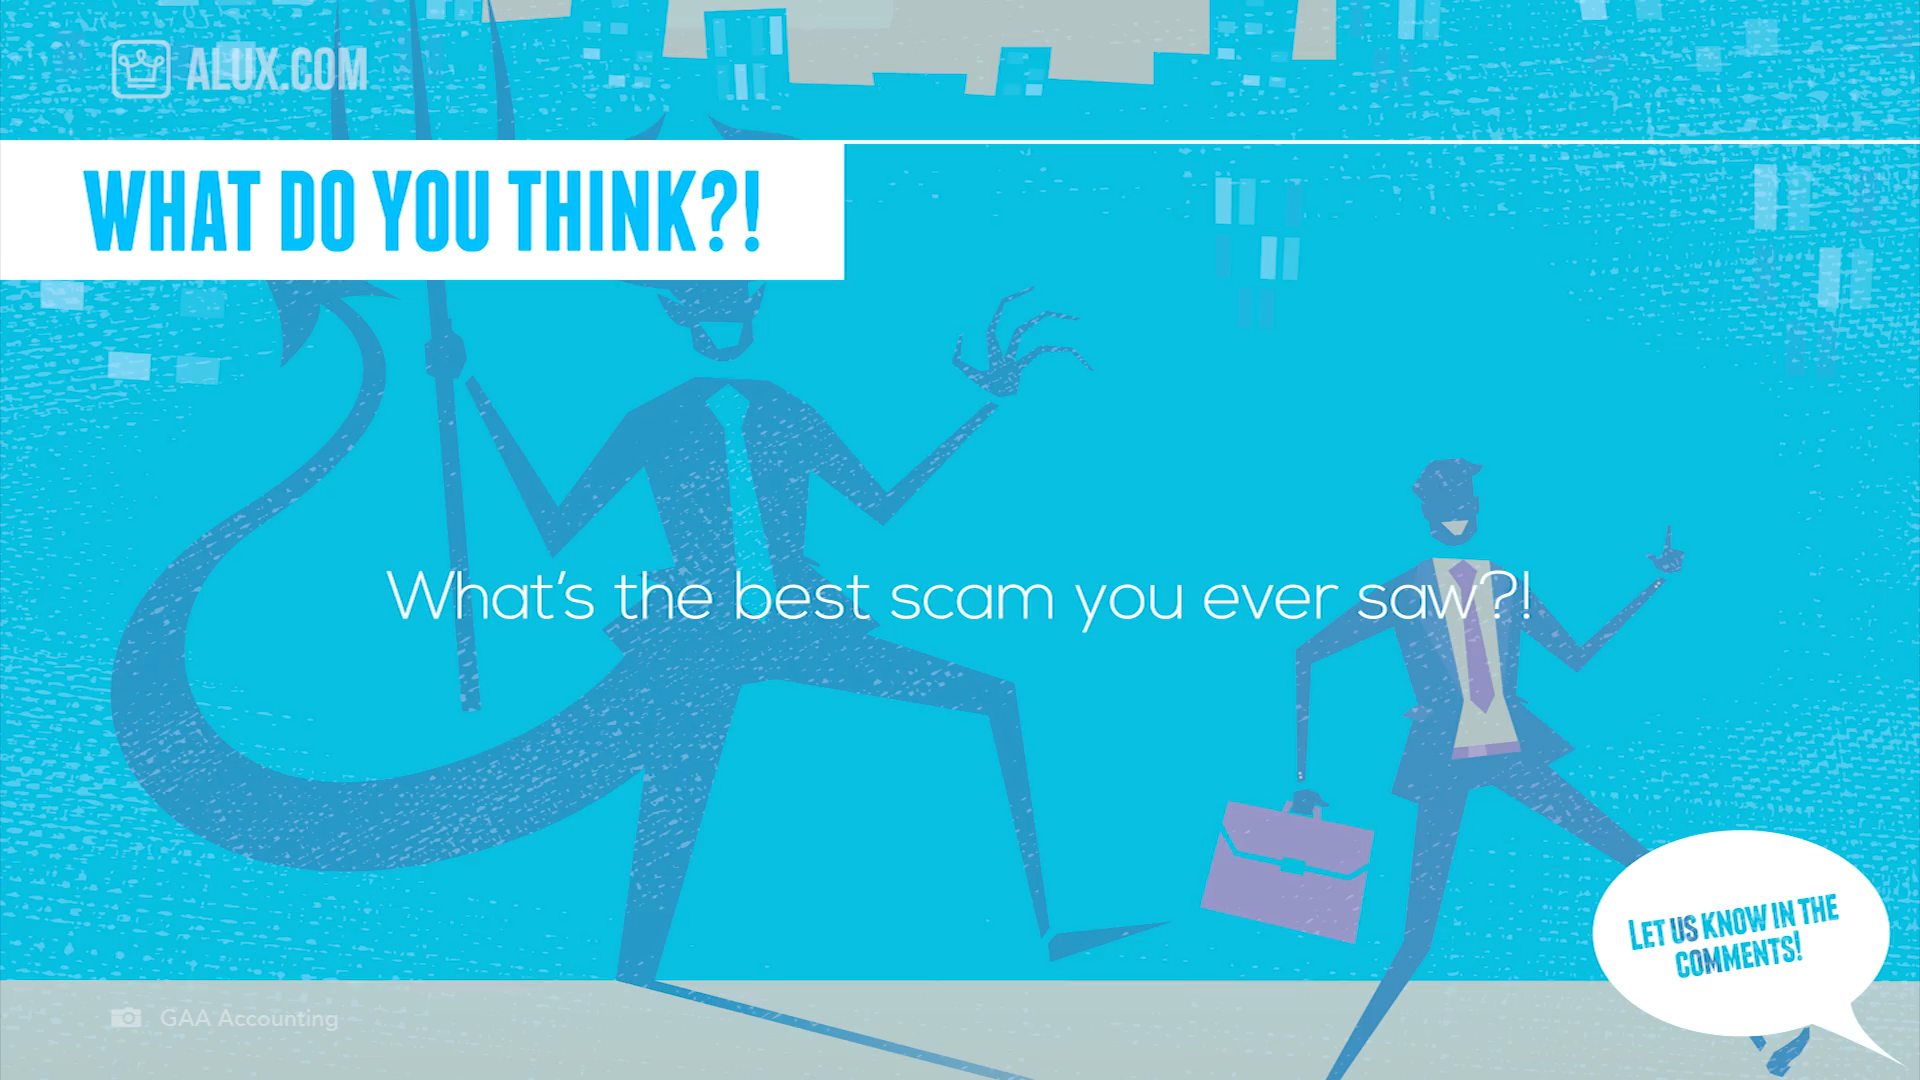 ALUX.COM
WHAT DO YOU THINK?!
What's the best scam you ever saw?!
LET US KNOW IN THE
COMMENTS!
GAA Accounting